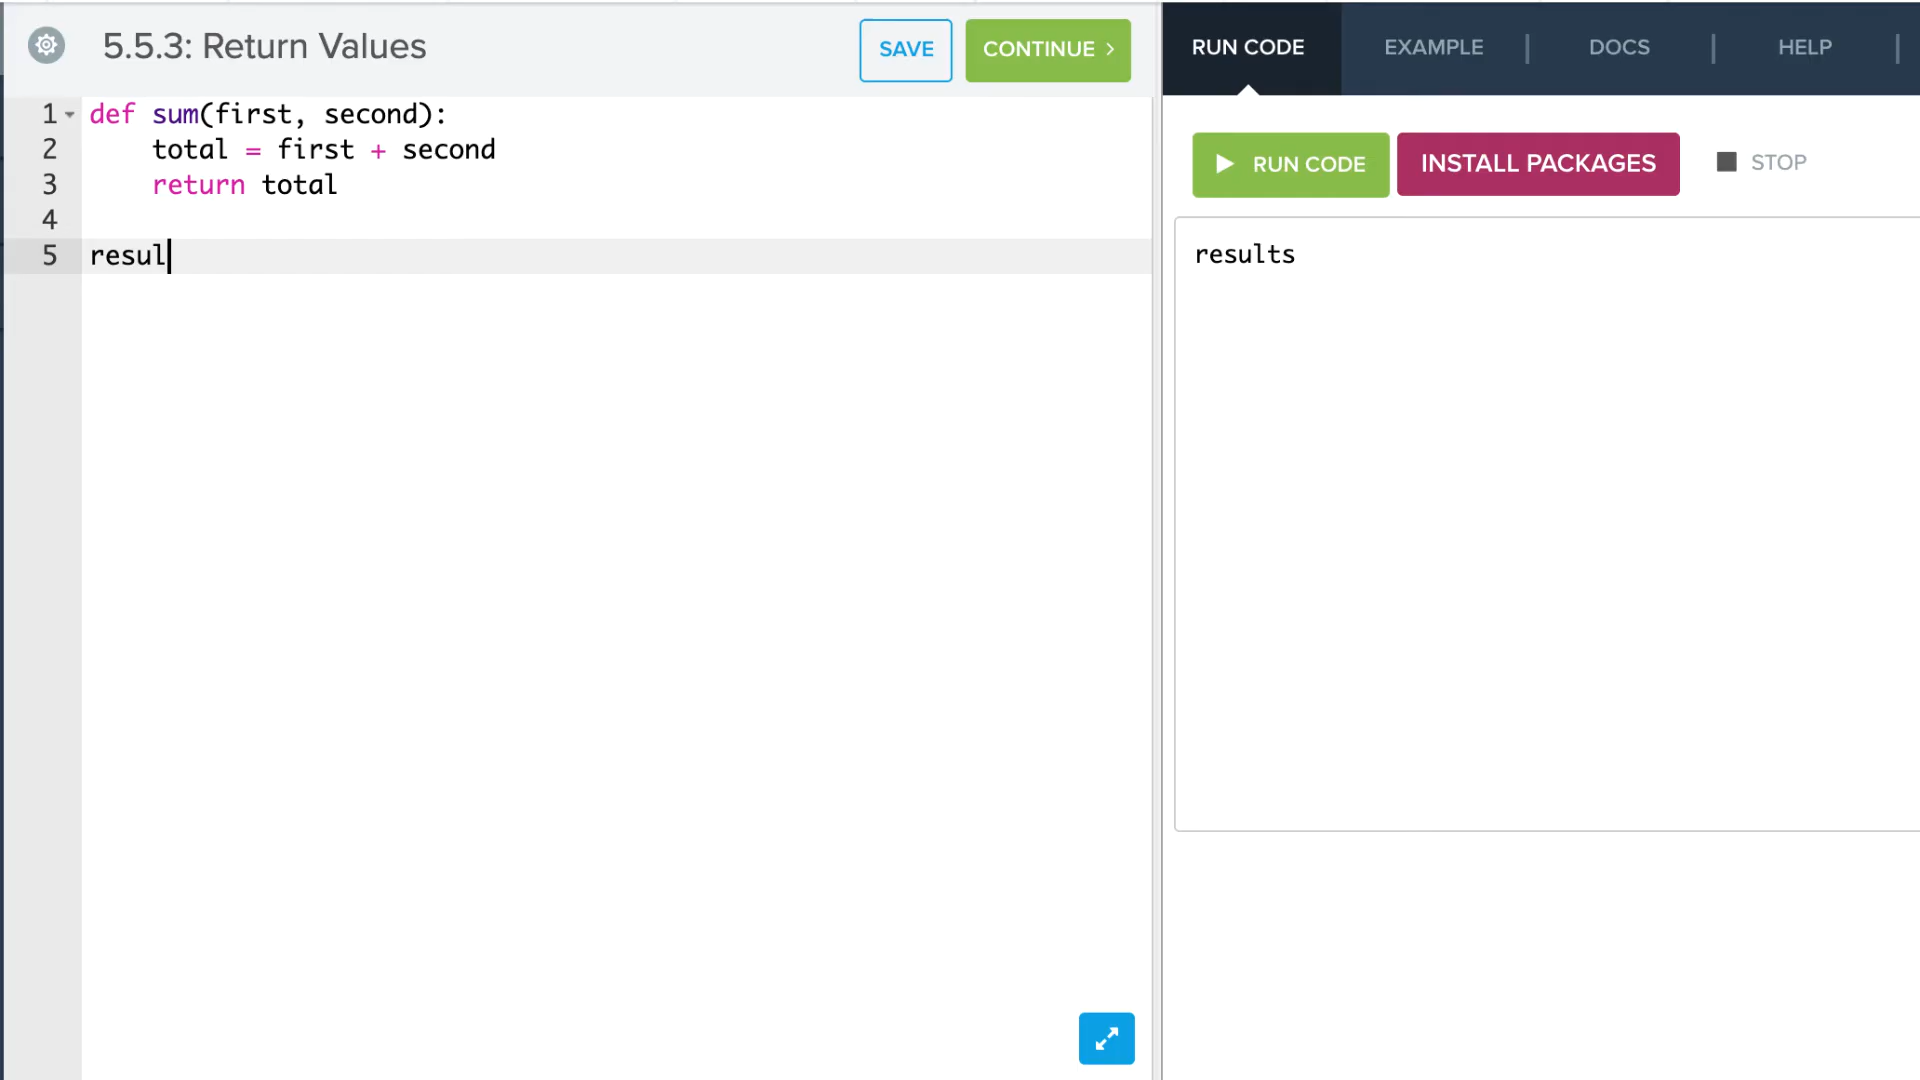 5.5.3: Return Values
SAVE
CONTINUE >
RUN CODE
EXAMPLE
DOCS
HELP
1 def sum(first, second):
2     total = first + second
3     return total
4
5 resul
RUN CODE
INSTALL PACKAGES
STOP
results